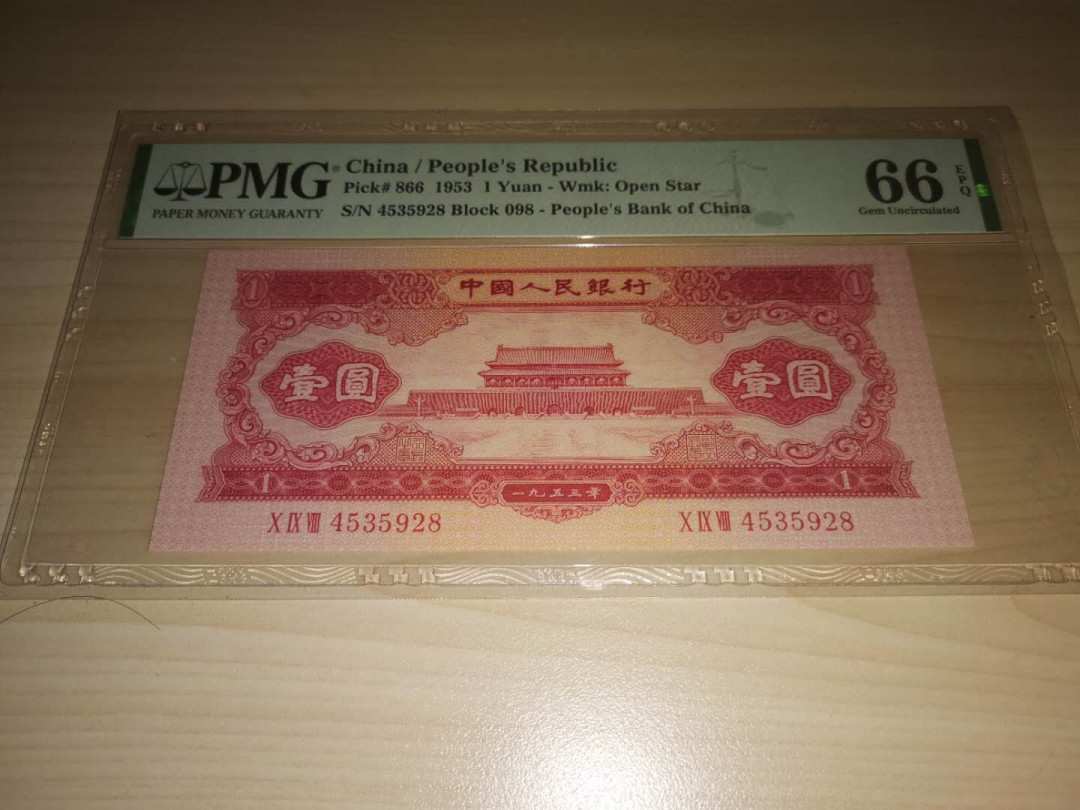 PMG® China / People's Republic
Pick# 866 1953 1 Yuan - Wmk: Open Star
PAPER MONEY GUARANTY
S/N 4535928 Block 098 - People's Bank of China
66 EPQ
Gem Uncirculated
1 中國人民銀行 1
壹圓 壹圓
1 一九五三年 1
X IX VIII 4535928 X IX VIII 4535928